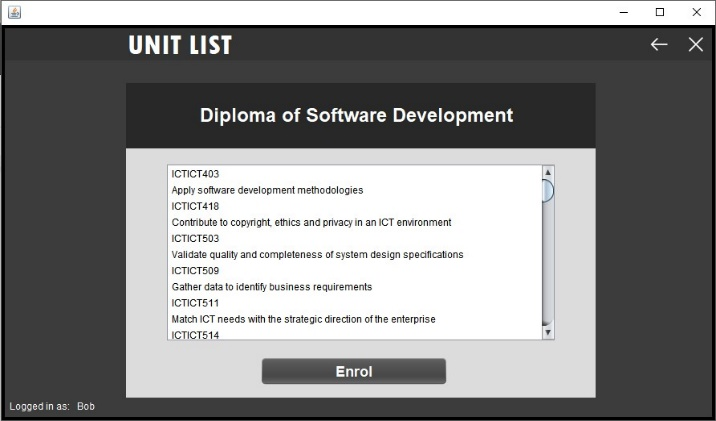 UNIT LIST
Diploma of Software Development
ICTICT403
Apply software development methodologies
ICTICT418
Contribute to copyright, ethics and privacy in an ICT environment
ICTICT503
Validate quality and completeness of system design specifications
ICTICT509
Gather data to identify business requirements
ICTICT511
Match ICT needs with the strategic direction of the enterprise
ICTICT514
Enrol
Logged in as: Bob